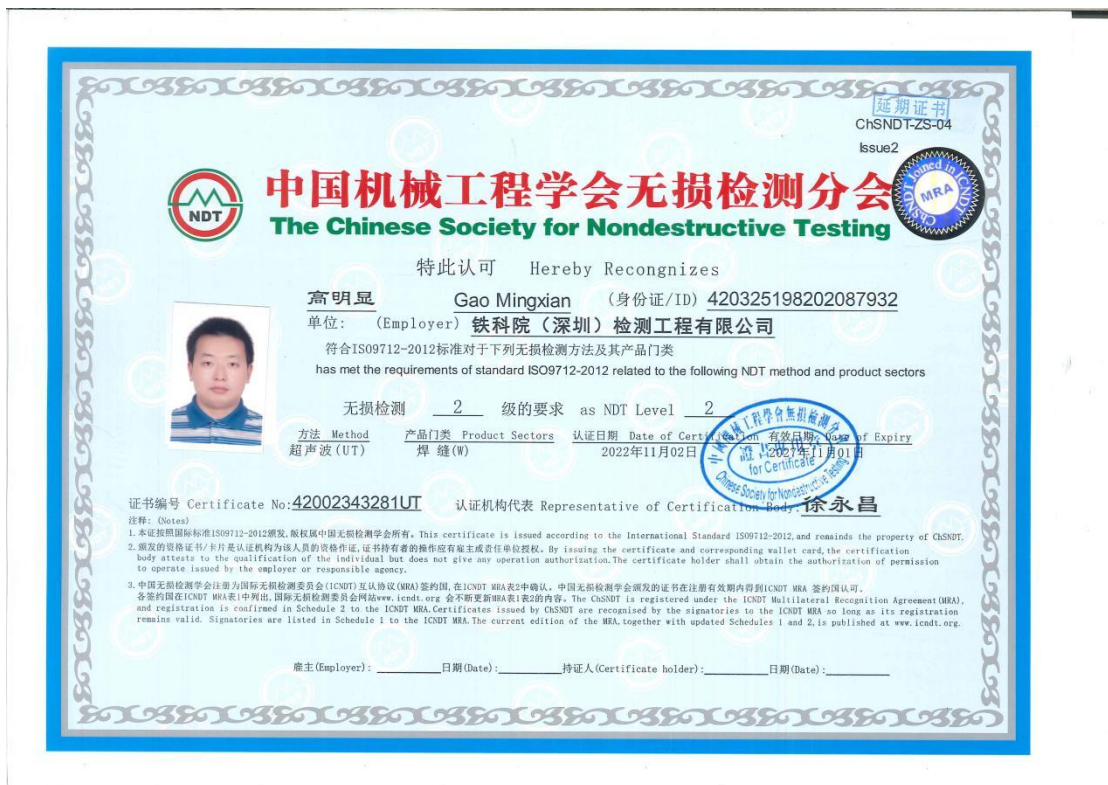 延期证书
ChSNDT-ZS-04
Issue2
NDT
中国机械工程学会无损检测分会
ChSNDT Joined in ICNDT
MRA
The Chinese Society for Nondestructive Testing
特此认可 Hereby Recongnizes
高明显 Gao Mingxian (身份证/ID) 420325198202087932
单位: (Employer) 铁科院（深圳）检测工程有限公司
符合ISO9712-2012标准对于下列无损检测方法及其产品门类
has met the requirements of standard ISO9712-2012 related to the following NDT method and product sectors
无损检测 2 级的要求 as NDT Level 2
方法 Method 产品门类 Product Sectors 认证日期 Date of Certification 有效日期 Date of Expiry
超声波(UT) 焊 缝(W) 2022年11月02日 2027年11月01日
中國機械工程學會無損檢測分會
for Certificate
Chinese Society for Nondestructive Testing
证书编号 Certificate No:42002343281UT 认证机构代表 Representative of Certification Body: 徐永昌
注释: (Notes)
1.本证按照国际标准ISO9712-2012颁发,版权属中国无损检测学会所有。This certificate is issued according to the International Standard ISO9712-2012,and remainds the property of ChSNDT.
2.颁发的资格证书/卡片是认证机构为该人员的资格作证,证书持有者的操作应有雇主或责任单位授权。By issuing the certificate and corresponding wallet card, the certification
body attests to the qualification of the individual but does not give any operation authorization.The certificate holder shall obtain the authorization of permission
to operate issued by the employer or responsible agency.
3.中国无损检测学会注册为国际无损检测委员会(ICNDT)互认协议(MRA)签约国,在ICNDT MRA表2中确认。中国无损检测学会颁发的证书在注册有效期内得到ICNDT MRA 签约国认可。
各签约国在ICNDT MRA表1中列出,国际无损检测委员会网站www.icndt.org 会不断更新MRA表1表2的内容。The ChSNDT is registered under the ICNDT Multilateral Recognition Agreement(MRA),
and registration is confirmed in Schedule 2 to the ICNDT MRA.Certificates issued by ChSNDT are recognised by the signatories to the ICNDT MRA so long as its registration
remains valid. Signatories are listed in Schedule 1 to the ICNDT MRA.The current edition of the MRA,together with updated Schedules 1 and 2,is published at www.icndt.org.
雇主(Employer): 日期(Date): 持证人(Certificate holder): 日期(Date):